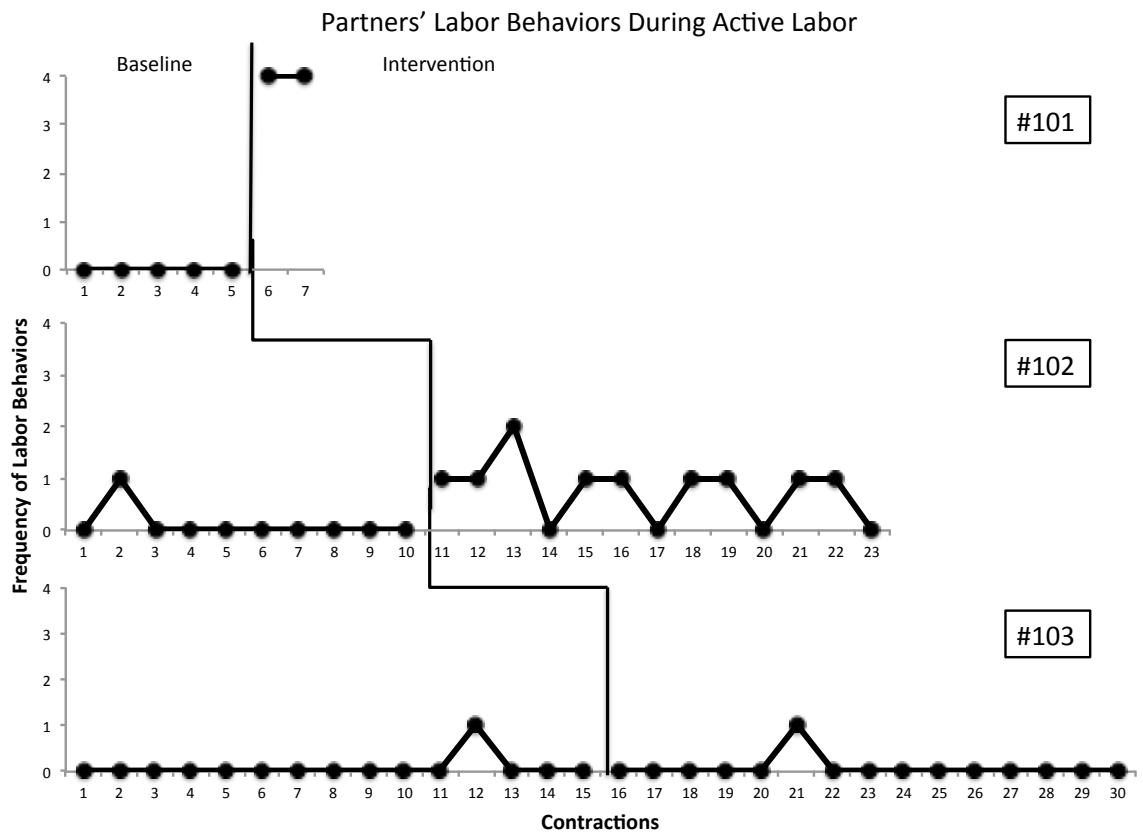 Partners’ Labor Behaviors During Active Labor
Baseline Intervention
4
3
2
1
0
1 2 3 4 5 6 7
#101
Frequency of Labor Behaviors
4
3
2
1
0
1 2 3 4 5 6 7 8 9 10 11 12 13 14 15 16 17 18 19 20 21 22 23
#102
4
3
2
1
0
1 2 3 4 5 6 7 8 9 10 11 12 13 14 15 16 17 18 19 20 21 22 23 24 25 26 27 28 29 30
#103
Contractions